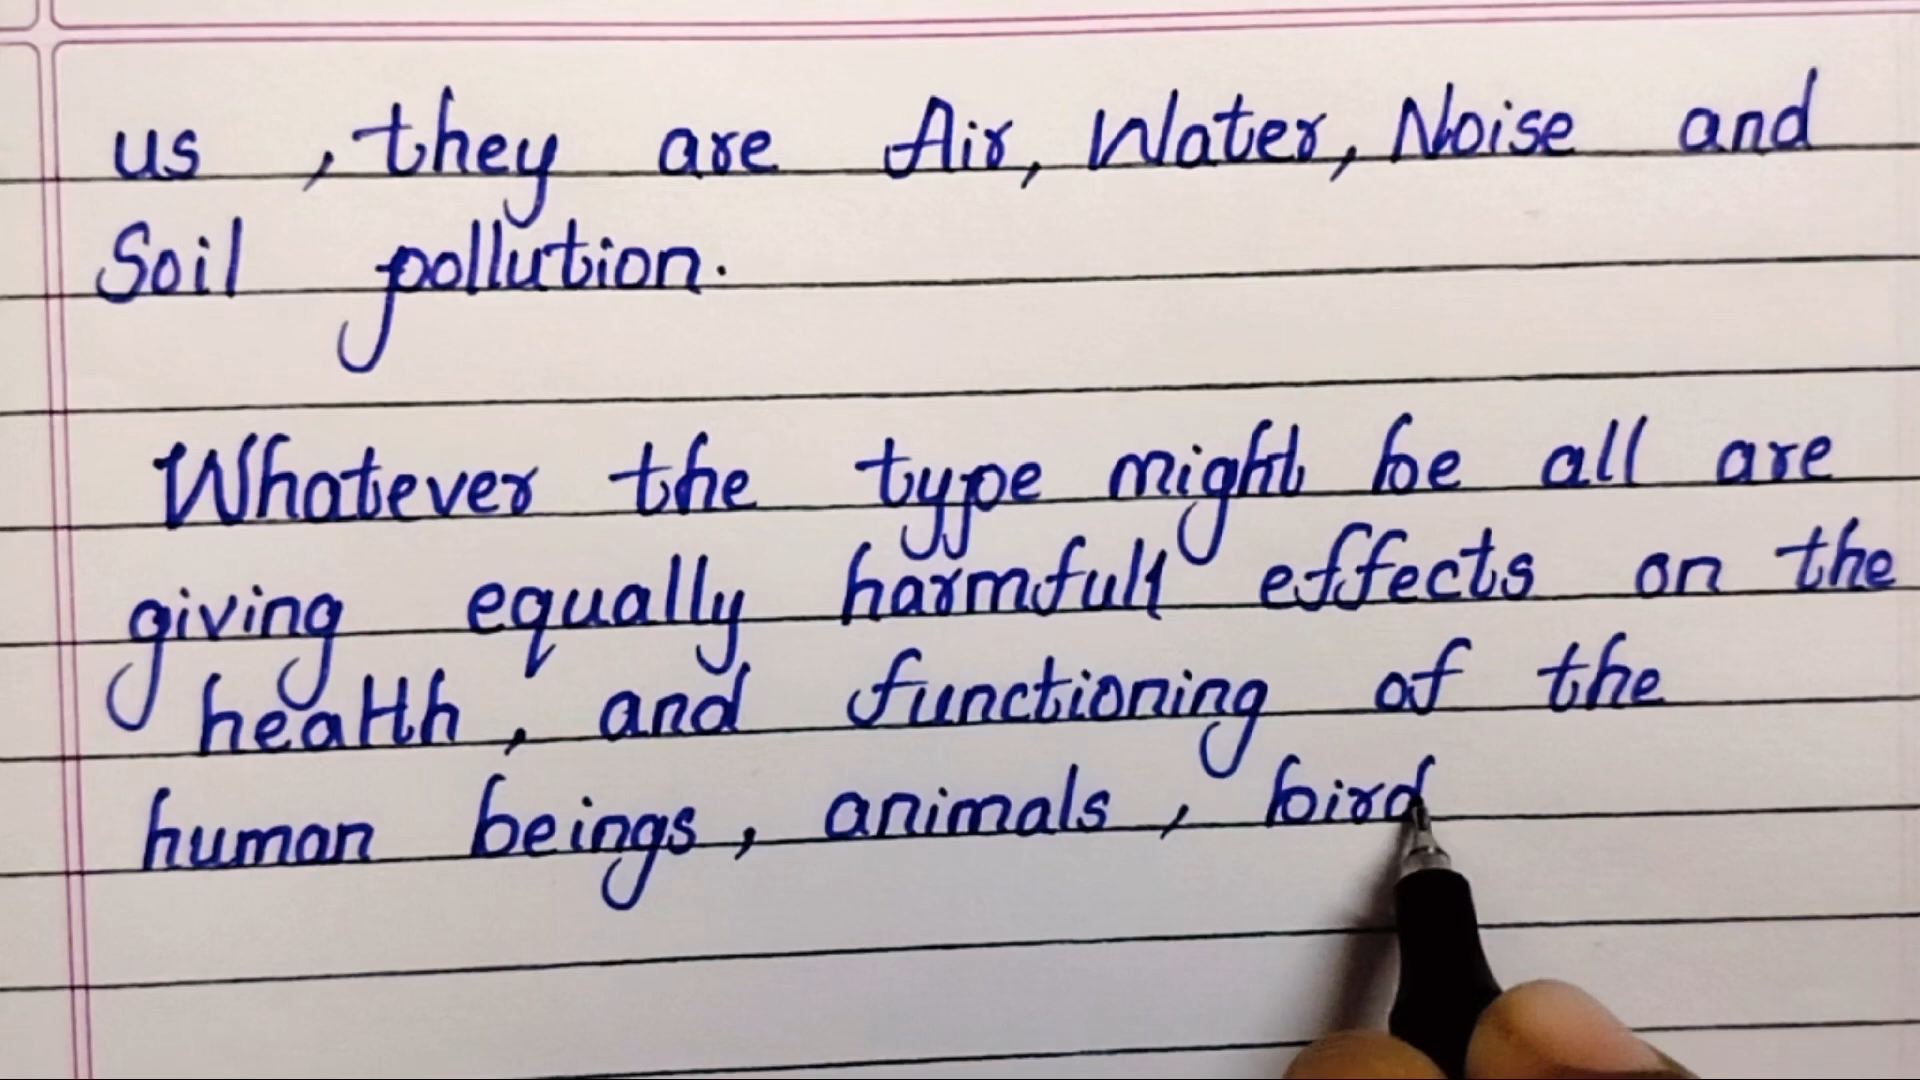 us , they are Air, Water, Noise and
Soil pollution.
Whatever the type might be all are
giving equally harmfull effects on the
health , and functioning of the
human beings , animals , bird